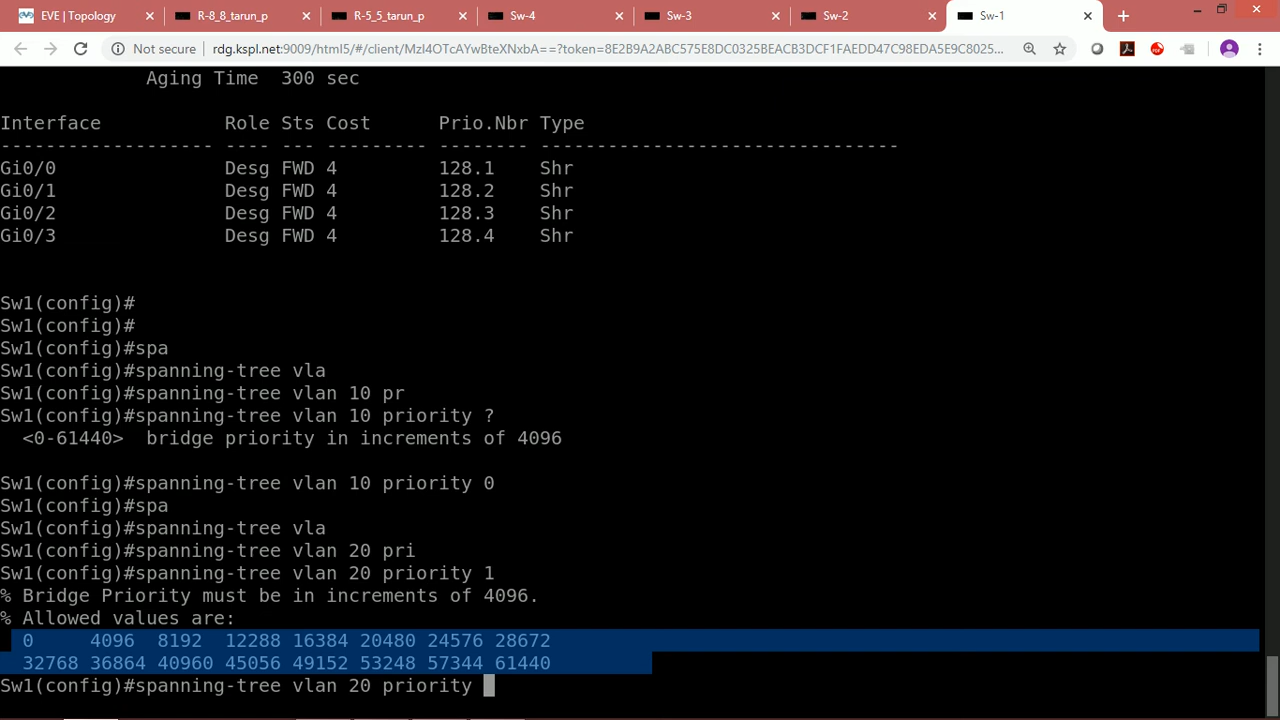 EVE | Topology
R-8_8_tarun_p
R-5_5_tarun_p
Sw-4
Sw-3
Sw-2
Sw-1
Not secure
rdg.kspl.net:9009/html5/#/client/MzI4OTcAYwBteXNxbA==?token=8E2B9A2ABC575E8DC0325BEACB3DCF1FAEDD47C98EDA5E9C8025...
Aging Time 300 sec
Interface Role Sts Cost Prio.Nbr Type
------------------- ---- --- --------- -------- --------------------------------
Gi0/0 Desg FWD 4 128.1 Shr
Gi0/1 Desg FWD 4 128.2 Shr
Gi0/2 Desg FWD 4 128.3 Shr
Gi0/3 Desg FWD 4 128.4 Shr
Sw1(config)#
Sw1(config)#
Sw1(config)#spa
Sw1(config)#spanning-tree vla
Sw1(config)#spanning-tree vlan 10 pr
Sw1(config)#spanning-tree vlan 10 priority ?
<0-61440> bridge priority in increments of 4096
Sw1(config)#spanning-tree vlan 10 priority 0
Sw1(config)#spa
Sw1(config)#spanning-tree vla
Sw1(config)#spanning-tree vlan 20 pri
Sw1(config)#spanning-tree vlan 20 priority 1
% Bridge Priority must be in increments of 4096.
% Allowed values are:
0 4096 8192 12288 16384 20480 24576 28672
32768 36864 40960 45056 49152 53248 57344 61440
Sw1(config)#spanning-tree vlan 20 priority